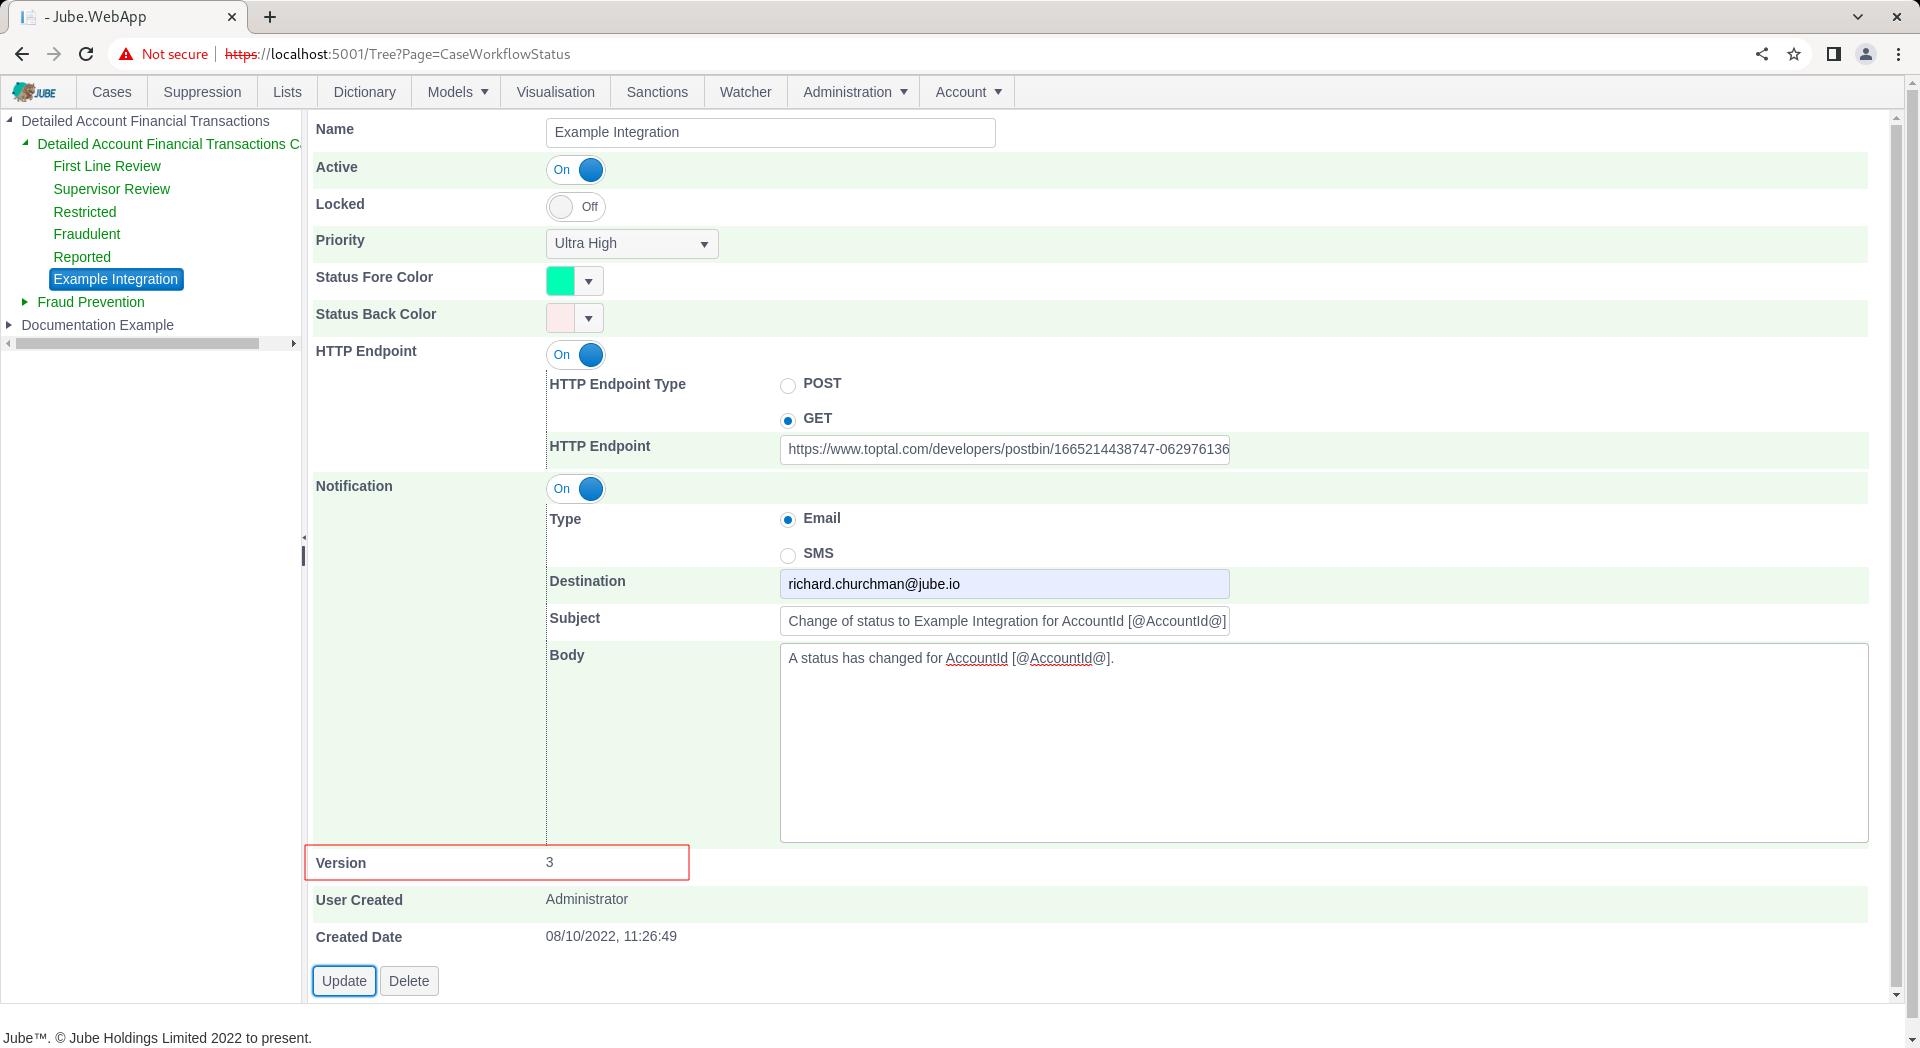 - Jube.WebApp
Not secure https://localhost:5001/Tree?Page=CaseWorkflowStatus
JUBE Cases Suppression Lists Dictionary Models Visualisation Sanctions Watcher Administration Account
Detailed Account Financial Transactions
Detailed Account Financial Transactions
First Line Review
Supervisor Review
Restricted
Fraudulent
Reported
Example Integration
Fraud Prevention
Documentation Example
Name Example Integration
Active On
Locked Off
Priority Ultra High
Status Fore Color
Status Back Color
HTTP Endpoint On
HTTP Endpoint Type POST
GET
HTTP Endpoint https://www.toptal.com/developers/postbin/1665214438747-062976136
Notification On
Type Email
SMS
Destination richard.churchman@jube.io
Subject Change of status to Example Integration for AccountId [@AccountId@]
Body A status has changed for AccountId [@AccountId@].
Version 3
User Created Administrator
Created Date 08/10/2022, 11:26:49
Update Delete
Jube™. © Jube Holdings Limited 2022 to present.